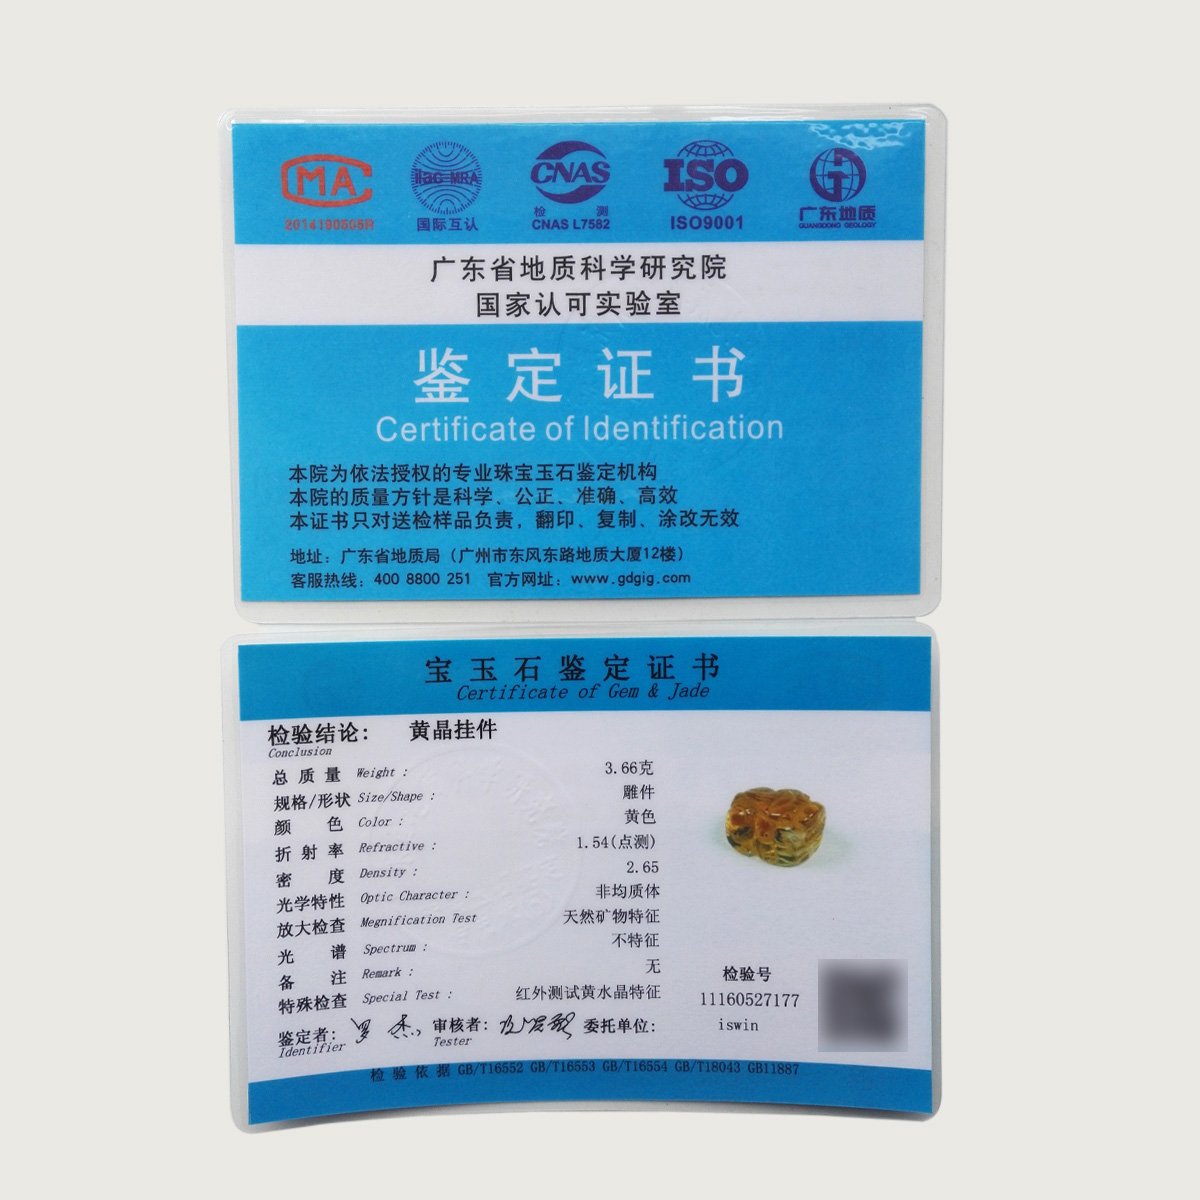 MA
2014190505R
ilac-MRA
国际互认
CNAS
检 测
CNAS L7582
ISO
ISO9001
广东地质
GUANGDONG GEOLOGY
广东省地质科学研究院
国家认可实验室
鉴定证书
Certificate of Identification
本院为依法授权的专业珠宝玉石鉴定机构
本院的质量方针是科学、公正、准确、高效
本证书只对送检样品负责，翻印、复制、涂改无效
地址：广东省地质局（广州市东风东路地质大厦12楼）
客服热线：400 8800 251 官方网址：www.gdgig.com
宝玉石鉴定证书
Certificate of Gem & Jade
检验结论： 黄晶挂件
Conclusion
总质量 Weight : 3.66克
规格/形状 Size/Shape : 雕件
颜色 Color : 黄色
折射率 Refractive : 1.54(点测)
密度 Density : 2.65
光学特性 Optic Character : 非均质体
放大检查 Megnification Test 天然矿物特征
光谱 Spectrum : 不特征
备注 Remark : 无
特殊检查 Special Test : 红外测试黄水晶特征
检验号
11160527177
鉴定者: 审核者: 委托单位: iswin
Identifier Tester
检验依据 GB/T16552 GB/T16553 GB/T16554 GB/T18043 GB11887